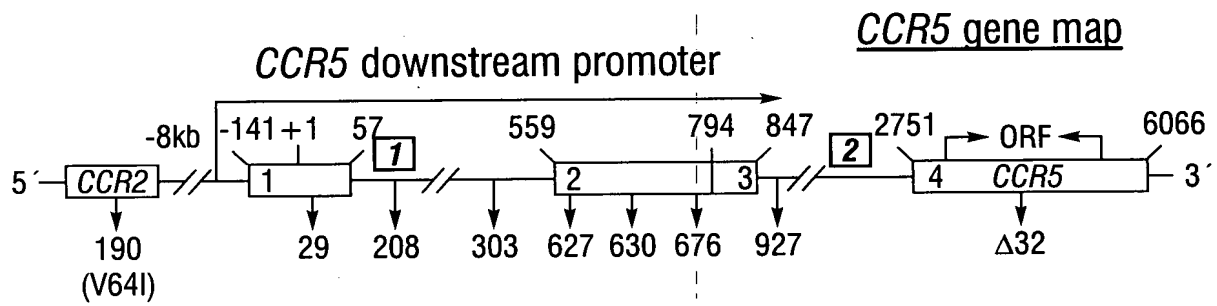 CCR5 gene map
CCR5 downstream promoter
-8kb -141 +1 57 1 559 794 847 2 2751 ORF 6066
5´ CCR2 1 2 3 4 CCR5 3´
190 29 208 303 627 630 676 927 Δ32
(V64I)